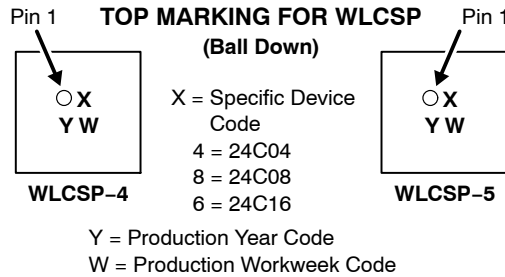 Pin 1
TOP MARKING FOR WLCSP
(Ball Down)
Pin 1
X
Y W
WLCSP–4
X = Specific Device
Code
4 = 24C04
8 = 24C08
6 = 24C16
X
Y W
WLCSP–5
Y = Production Year Code
W = Production Workweek Code